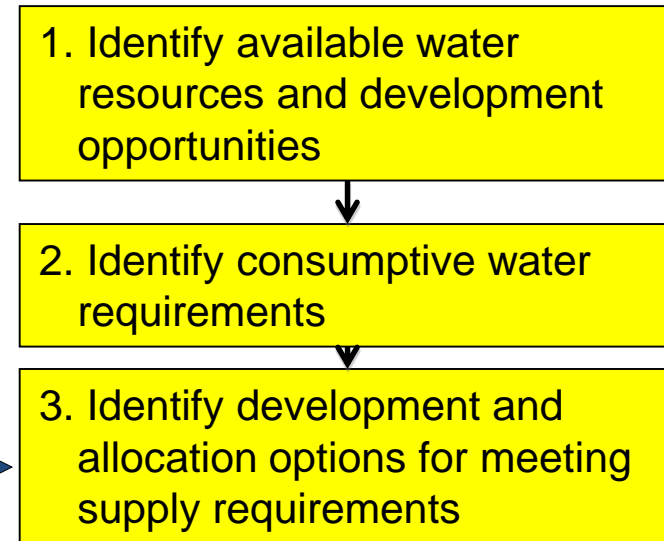 1. Identify available water
resources and development
opportunities
2. Identify consumptive water
requirements
3. Identify development and
allocation options for meeting
supply requirements